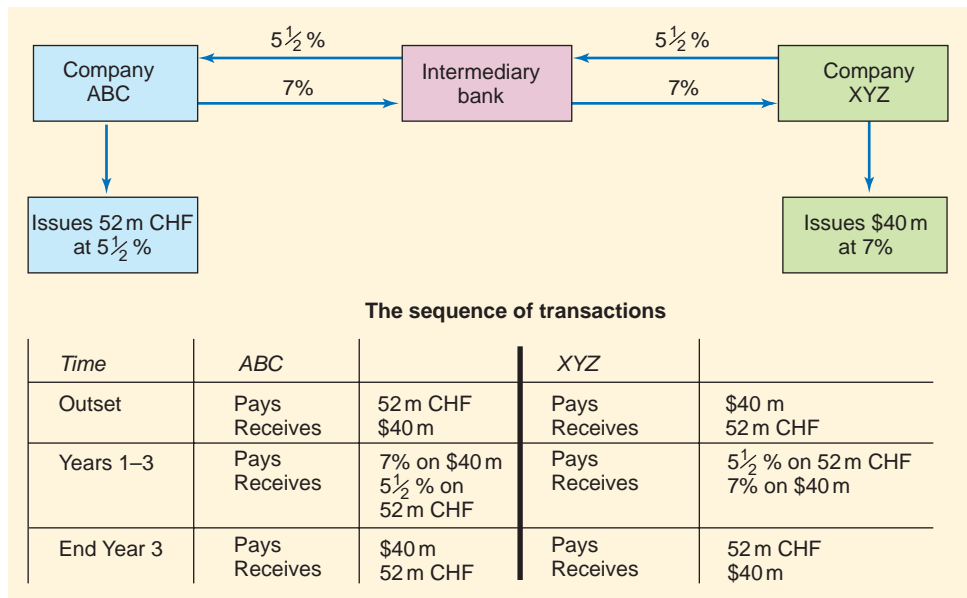 5½ %
5½ %
Company
ABC
Intermediary
bank
Company
XYZ
7%
7%
Issues 52 m CHF
at 5½ %
Issues $40 m
at 7%
The sequence of transactions
Time ABC XYZ
Outset Pays 52 m CHF Pays $40 m
Receives $40 m Receives 52 m CHF
Years 1–3 Pays 7% on $40 m Pays 5½ % on 52 m CHF
Receives 5½ % on Receives 7% on $40 m
52 m CHF
End Year 3 Pays $40 m Pays 52 m CHF
Receives 52 m CHF Receives $40 m